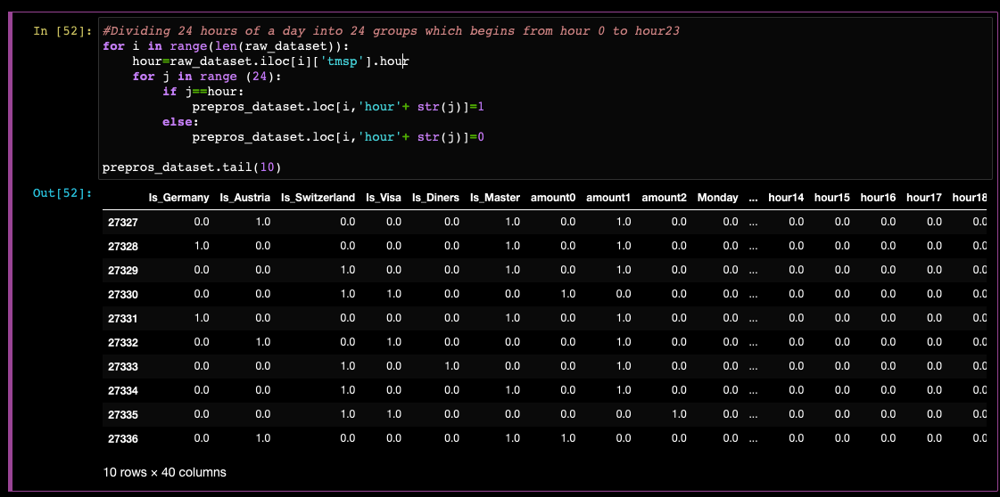 In [52]: #Dividing 24 hours of a day into 24 groups which begins from hour 0 to hour23
for i in range(len(raw_dataset)):
    hour=raw_dataset.iloc[i]['tmsp'].hour
    for j in range (24):
        if j==hour:
            prepros_dataset.loc[i,'hour'+ str(j)]=1
        else:
            prepros_dataset.loc[i,'hour'+ str(j)]=0
prepros_dataset.tail(10)
Out[52]:
Is_Germany Is_Austria Is_Switzerland Is_Visa Is_Diners Is_Master amount0 amount1 amount2 Monday ... hour14 hour15 hour16 hour17 hour18
27327 0.0 1.0 0.0 0.0 0.0 1.0 0.0 1.0 0.0 0.0 ... 0.0 0.0 0.0 0.0 0.0
27328 1.0 0.0 0.0 0.0 0.0 1.0 0.0 1.0 0.0 0.0 ... 0.0 0.0 0.0 0.0 0.0
27329 0.0 0.0 1.0 0.0 0.0 1.0 0.0 1.0 0.0 0.0 ... 0.0 0.0 0.0 0.0 0.0
27330 0.0 0.0 1.0 1.0 0.0 0.0 1.0 0.0 0.0 0.0 ... 0.0 0.0 0.0 0.0 0.0
27331 1.0 0.0 0.0 0.0 0.0 1.0 0.0 1.0 0.0 0.0 ... 0.0 0.0 0.0 0.0 0.0
27332 0.0 1.0 0.0 1.0 0.0 0.0 0.0 1.0 0.0 0.0 ... 0.0 0.0 0.0 0.0 0.0
27333 0.0 0.0 1.0 0.0 1.0 0.0 0.0 1.0 0.0 0.0 ... 0.0 0.0 0.0 0.0 0.0
27334 0.0 0.0 1.0 0.0 0.0 1.0 0.0 1.0 0.0 0.0 ... 0.0 0.0 0.0 0.0 0.0
27335 0.0 0.0 1.0 1.0 0.0 0.0 0.0 0.0 1.0 0.0 ... 0.0 0.0 0.0 0.0 0.0
27336 0.0 1.0 0.0 0.0 0.0 1.0 1.0 0.0 0.0 0.0 ... 0.0 0.0 0.0 0.0 0.0
10 rows × 40 columns